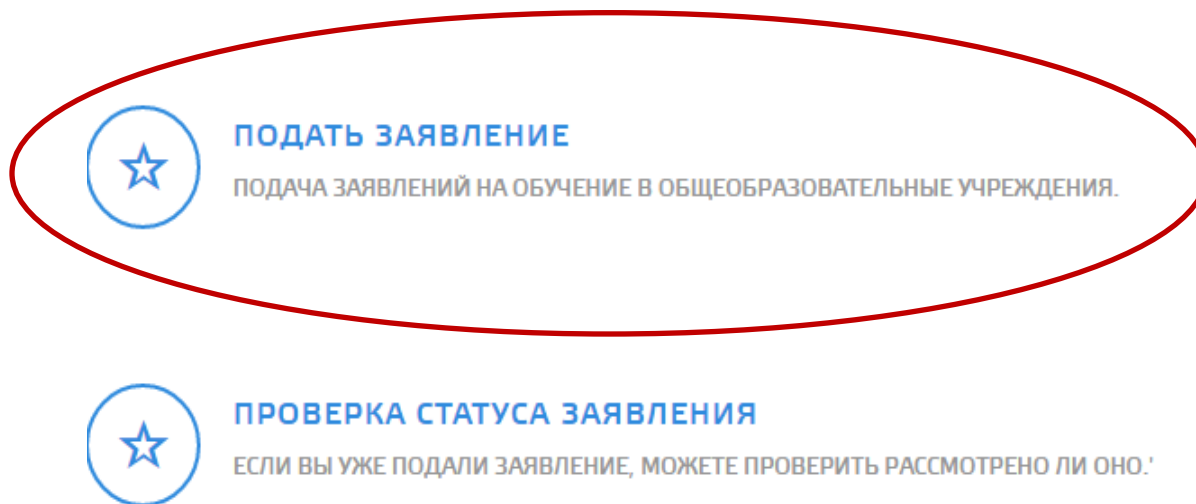 ПОДАТЬ ЗАЯВЛЕНИЕ
ПОДАЧА ЗАЯВЛЕНИЙ НА ОБУЧЕНИЕ В ОБЩЕОБРАЗОВАТЕЛЬНЫЕ УЧРЕЖДЕНИЯ.
ПРОВЕРКА СТАТУСА ЗАЯВЛЕНИЯ
ЕСЛИ ВЫ УЖЕ ПОДАЛИ ЗАЯВЛЕНИЕ, МОЖЕТЕ ПРОВЕРИТЬ РАССМОТРЕНО ЛИ ОНО.'